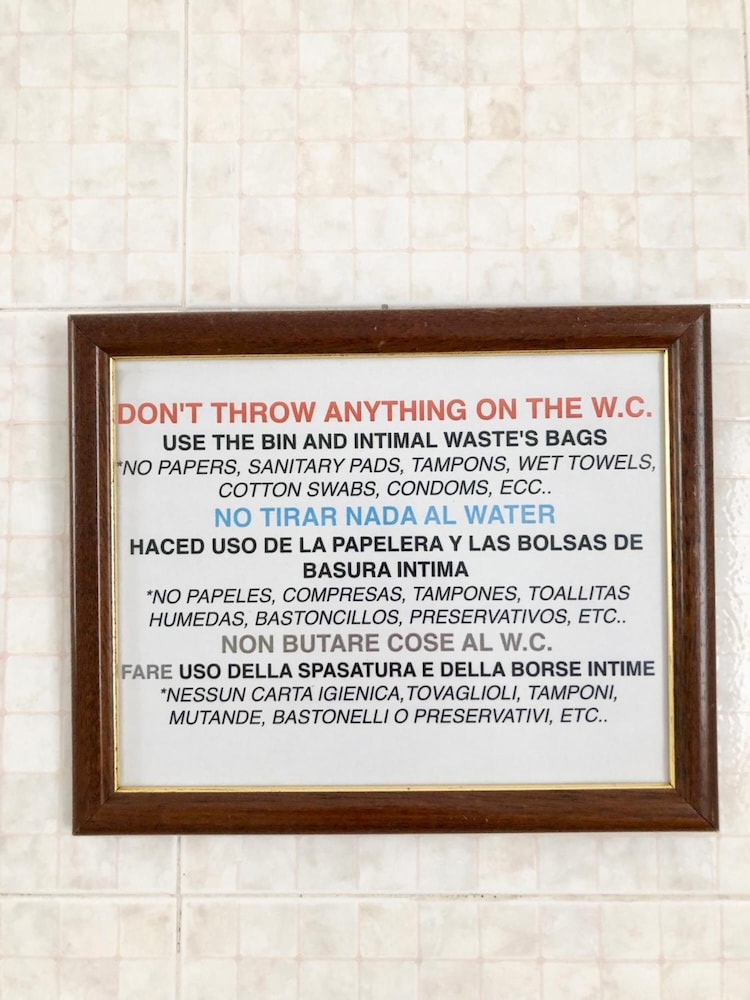 DON'T THROW ANYTHING ON THE W.C.
USE THE BIN AND INTIMAL WASTE'S BAGS
*NO PAPERS, SANITARY PADS, TAMPONS, WET TOWELS,
COTTON SWABS, CONDOMS, ECC..
NO TIRAR NADA AL WATER
HACED USO DE LA PAPELERA Y LAS BOLSAS DE
BASURA INTIMA
*NO PAPELES, COMPRESAS, TAMPONES, TOALLITAS
HUMEDAS, BASTONCILLOS, PRESERVATIVOS, ETC..
NON BUTARE COSE AL W.C.
FARE USO DELLA SPASATURA E DELLA BORSE INTIME
*NESSUN CARTA IGIENICA,TOVAGLIOLI, TAMPONI,
MUTANDE, BASTONELLI O PRESERVATIVI, ETC..